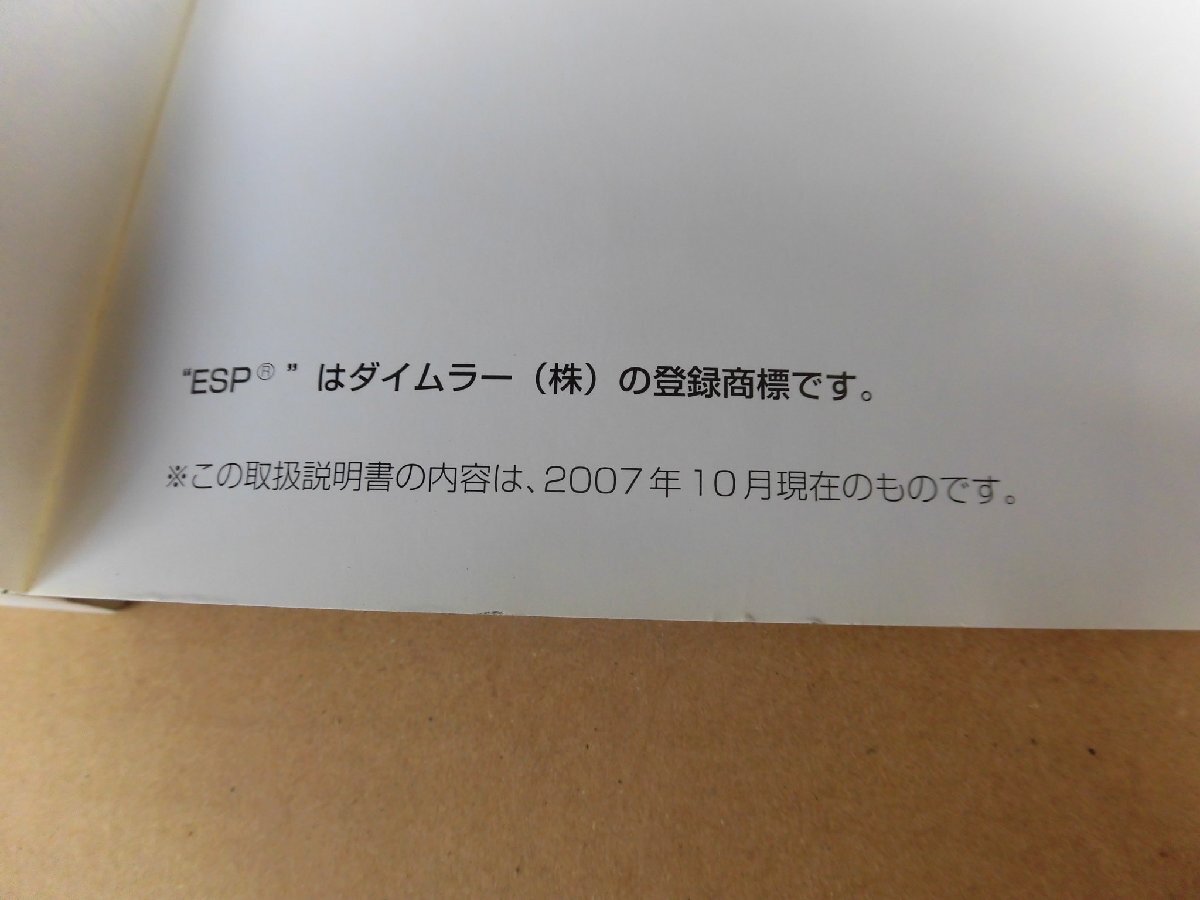 “ESP®”はダイムラー（株）の登録商標です。
※この取扱説明書の内容は、2007年10月現在のものです。